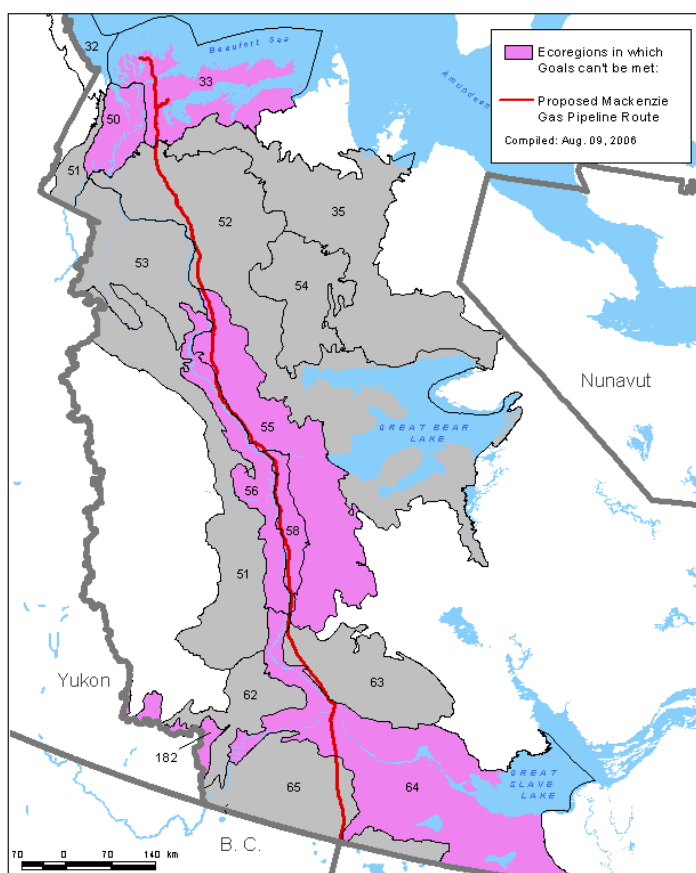 32
Beaufort Sea
33
Ecoregions in which
Goals can't be met:
Proposed Mackenzie
Gas Pipeline Route
Compiled: Aug. 09, 2006
Amundsen
50
51
52
35
53
54
Nunavut
55
GREAT BEAR
LAKE
56
58
51
Yukon
62
63
182
GREAT
SLAVE
LAKE
65
64
B. C.
70 0 70 140 km